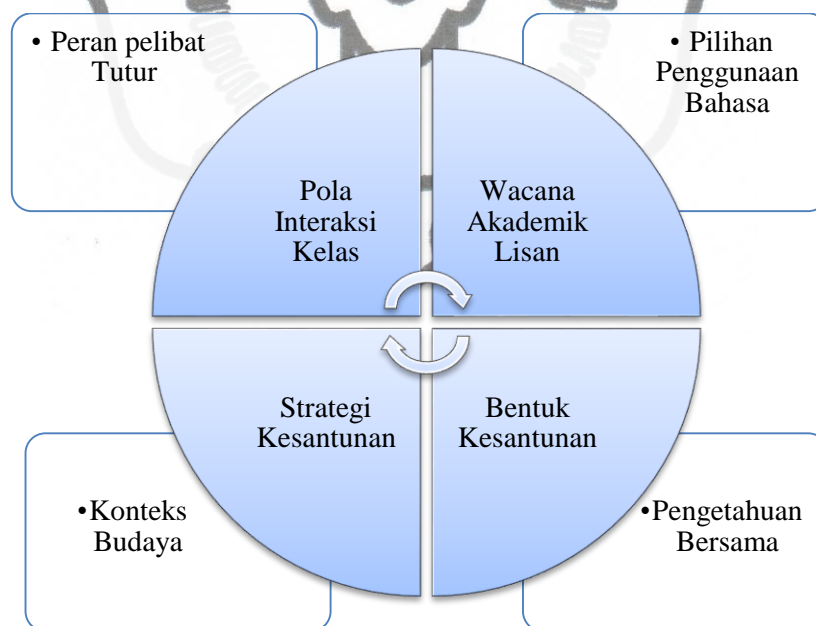 • Peran pelibat
Tutur
• Pilihan
Penggunaan
Bahasa
Pola
Interaksi
Kelas
Wacana
Akademik
Lisan
Strategi
Kesantunan
Bentuk
Kesantunan
•Konteks
Budaya
•Pengetahuan
Bersama